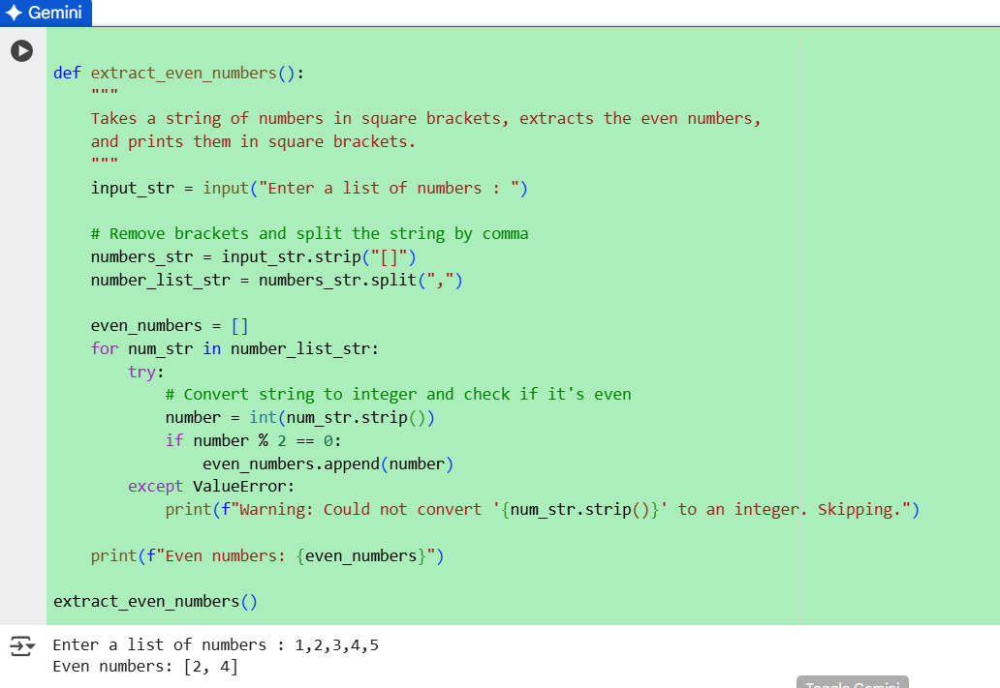 Gemini
def extract_even_numbers():
    """
    Takes a string of numbers in square brackets, extracts the even numbers,
    and prints them in square brackets.
    """
    input_str = input("Enter a list of numbers : ")

    # Remove brackets and split the string by comma
    numbers_str = input_str.strip("[]")
    number_list_str = numbers_str.split(",")

    even_numbers = []
    for num_str in number_list_str:
        try:
            # Convert string to integer and check if it's even
            number = int(num_str.strip())
            if number % 2 == 0:
                even_numbers.append(number)
        except ValueError:
            print(f"Warning: Could not convert '{num_str.strip()}' to an integer. Skipping.")

    print(f"Even numbers: {even_numbers}")

extract_even_numbers()
Enter a list of numbers : 1,2,3,4,5
Even numbers: [2, 4]
Toggle Gemini